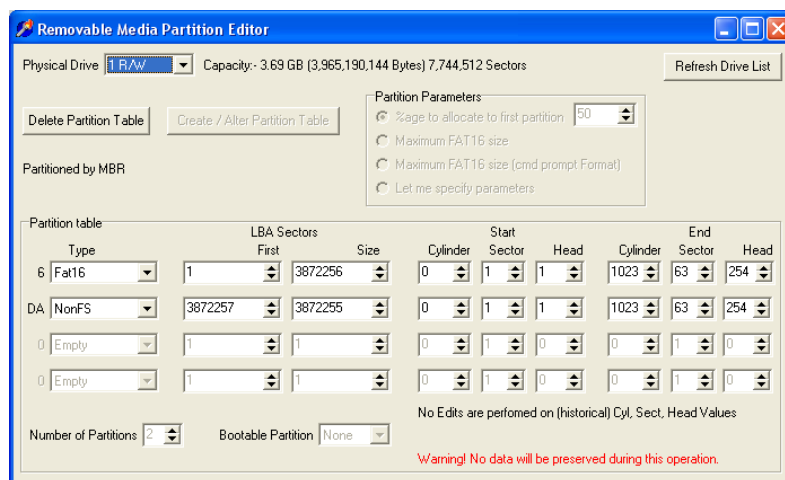 Removable Media Partition Editor
Physical Drive 1 R/W Capacity:- 3.69 GB (3,965,190,144 Bytes) 7,744,512 Sectors Refresh Drive List
Partition Parameters
Delete Partition Table Create / Alter Partition Table %age to allocate to first partition 50
Maximum FAT16 size
Partitioned by MBR Maximum FAT16 size (cmd prompt Format)
Let me specify parameters
Partition table
LBA Sectors Start End
Type First Size Cylinder Sector Head Cylinder Sector Head
6 Fat16 1 3872256 0 1 1 1023 63 254
DA NonFS 3872257 3872255 0 1 1 1023 63 254
0 Empty 1 1 0 1 0 0 1 0
0 Empty 1 1 0 1 0 0 1 0
No Edits are perfomed on (historical) Cyl, Sect, Head Values
Number of Partitions 2 Bootable Partition None
Warning! No data will be preserved during this operation.